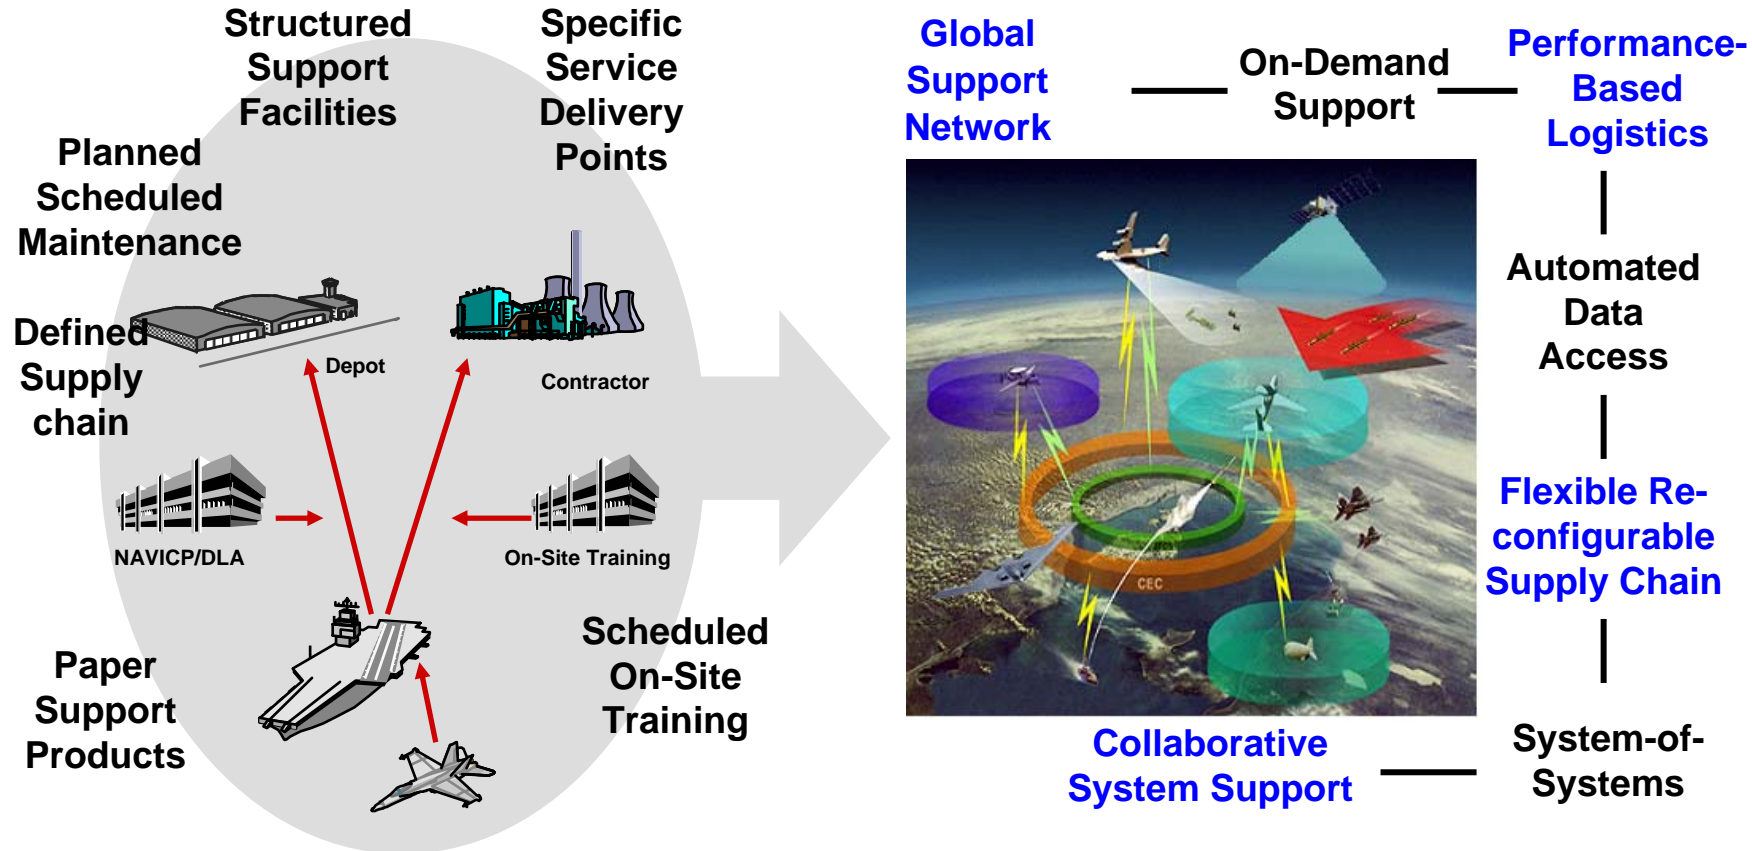 Structured
Support
Facilities
Specific
Service
Delivery
Points
Planned
Scheduled
Maintenance
Defined
Supply
chain
Depot
Contractor
NAVICP/DLA
On-Site Training
Paper
Support
Products
Scheduled
On-Site
Training
Global
Support
Network
On-Demand
Support
Performance-
Based
Logistics
Automated
Data
Access
Flexible Re-
configurable
Supply Chain
System-of-
Systems
Collaborative
System Support
CEC